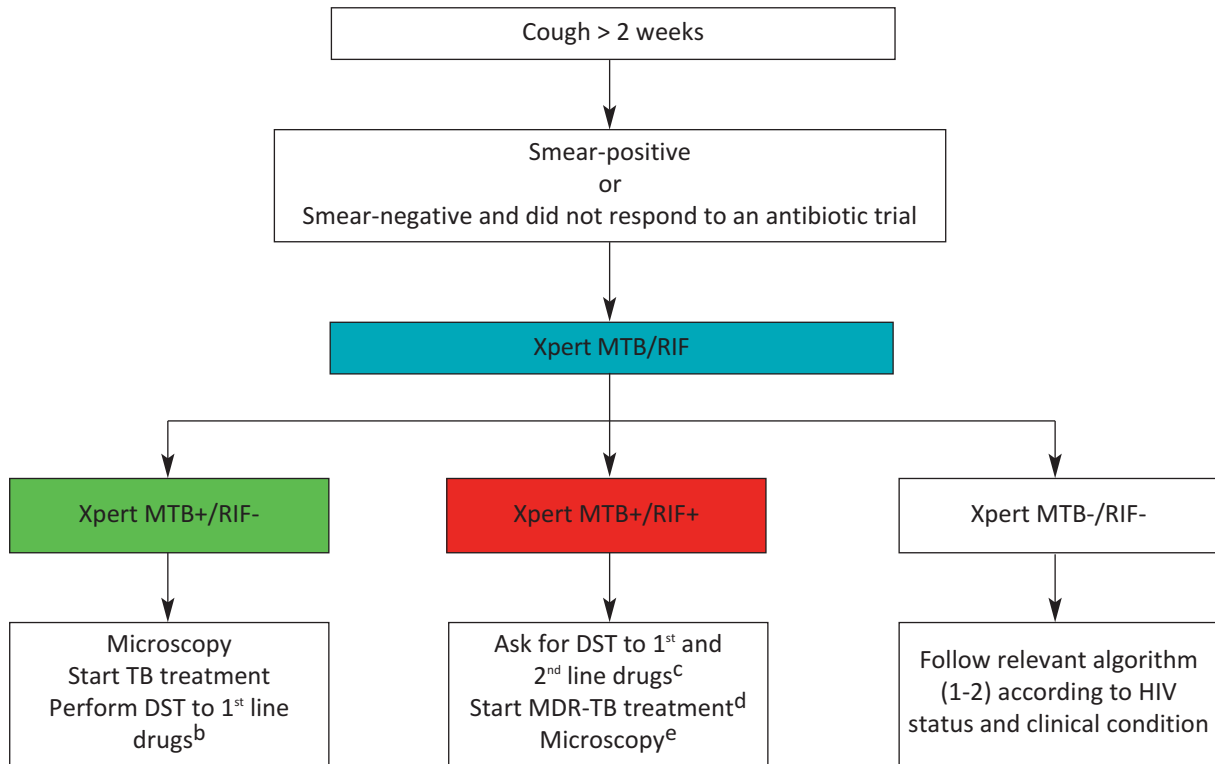 Cough > 2 weeks
Smear-positive
or
Smear-negative and did not respond to an antibiotic trial
Xpert MTB/RIF
Xpert MTB+/RIF-
Xpert MTB+/RIF+
Xpert MTB-/RIF-
Microscopy
Start TB treatment
Perform DST to 1st line
drugsb
Ask for DST to 1st and
2nd line drugsc
Start MDR-TB treatmentd
Microscopye
Follow relevant algorithm
(1-2) according to HIV
status and clinical condition